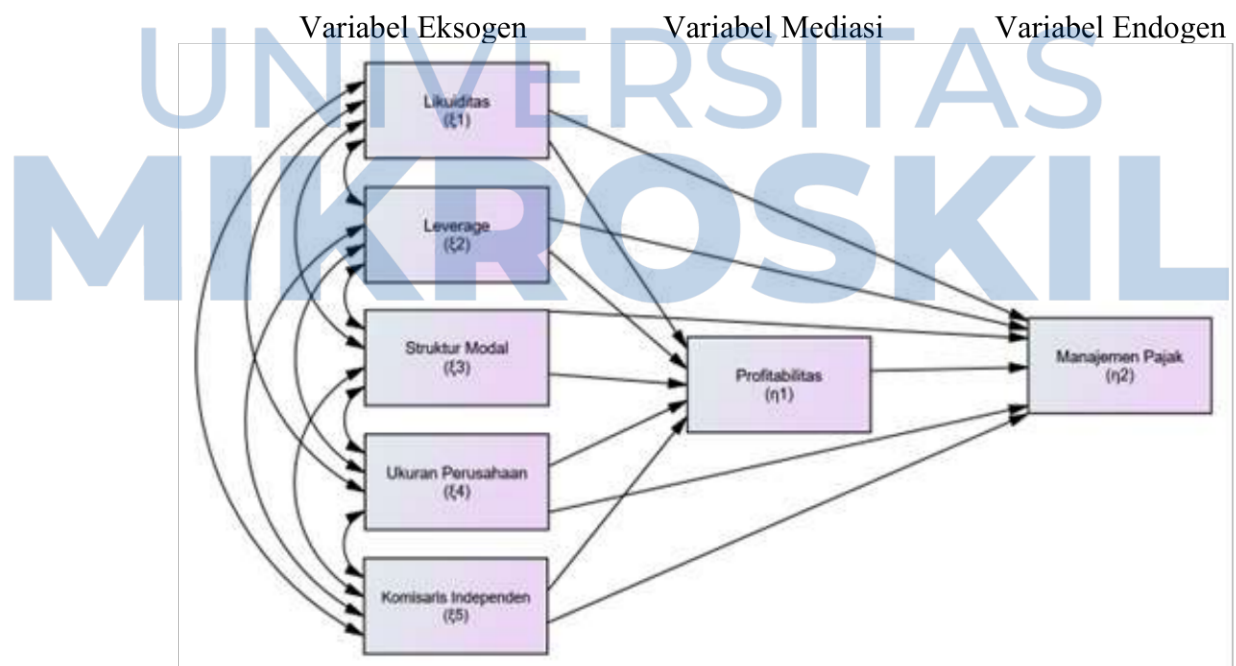 Variabel Eksogen Variabel Mediasi Variabel Endogen
UNIVERSITAS
MIKROSKIL
Likuiditas
(ξ1)
Leverage
(ξ2)
Struktur Modal
(ξ3)
Profitabilitas
(η1)
Manajemen Pajak
(η2)
Ukuran Perusahaan
(ξ4)
Komisaris Independen
(ξ5)